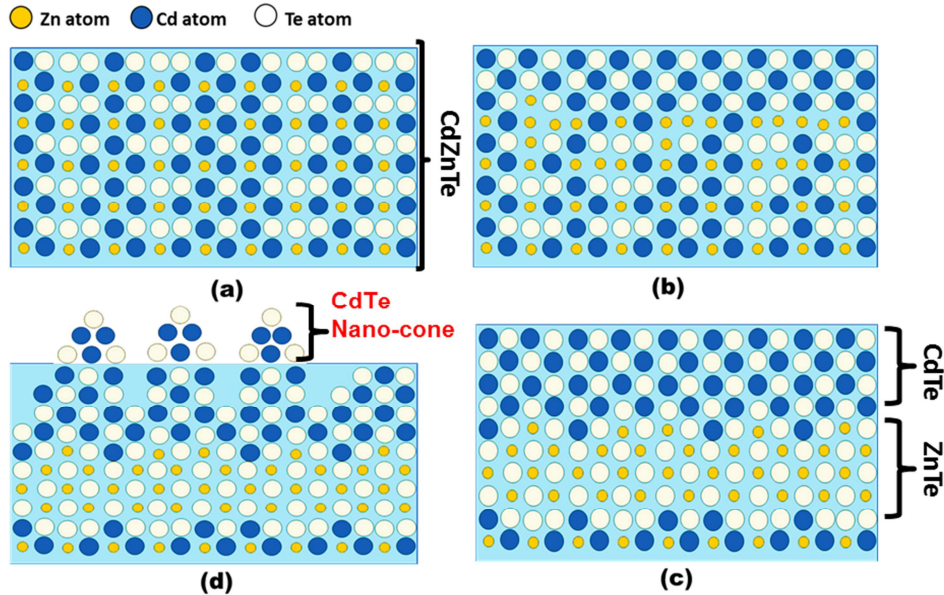 Zn atom Cd atom Te atom
CdZnTe
(a)
(b)
CdTe
Nano-cone
CdTe
ZnTe
(d)
(c)